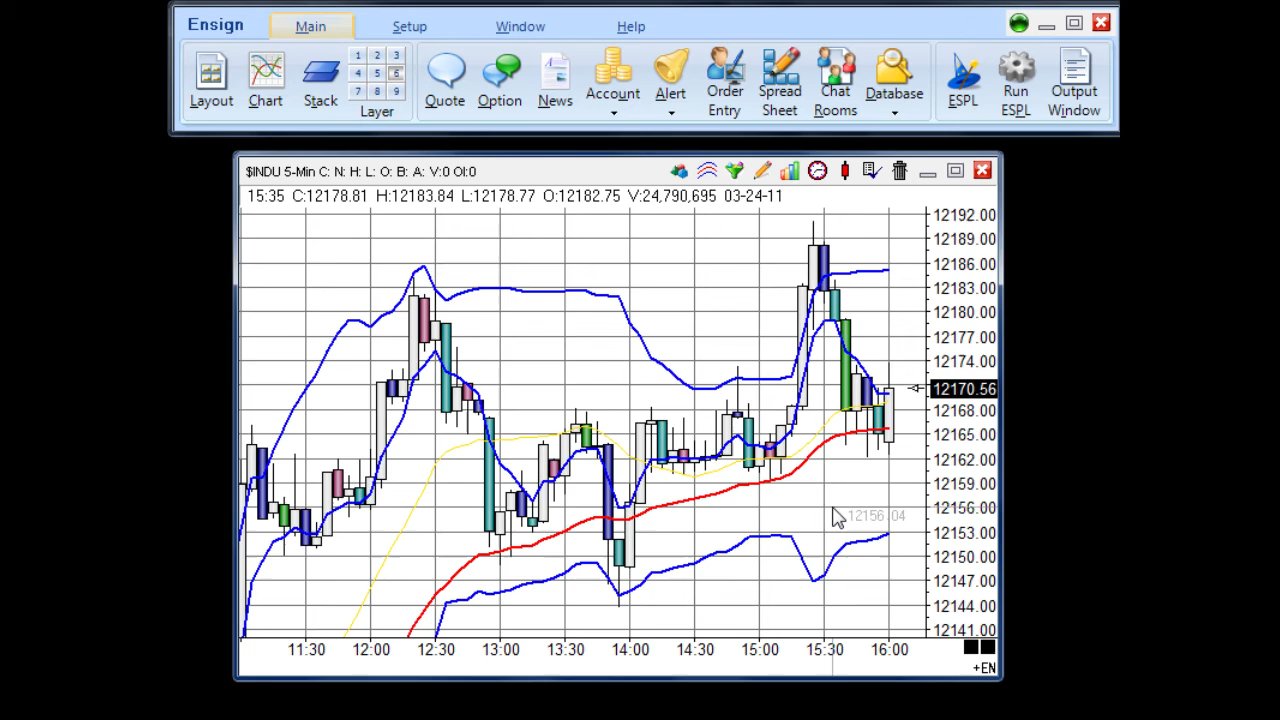 Ensign Main Setup Window Help
1 2 3
4 5 6
7 8 9
Layout Chart Stack Layer Quote Option News Account Alert Order Entry Spread Sheet Chat Rooms Database ESPL Run ESPL Output Window
$INDU 5-Min C: N: H: L: O: B: A: V:0 OI:0
15:35 C:12178.81 H:12183.84 L:12178.77 O:12182.75 V:24,790,695 03-24-11
12192.00
12189.00
12186.00
12183.00
12180.00
12177.00
12174.00
12170.56
12168.00
12165.00
12162.00
12159.00
12156.00
12156.04
12153.00
12150.00
12147.00
12144.00
12141.00
11:30 12:00 12:30 13:00 13:30 14:00 14:30 15:00 15:30 16:00
+EN